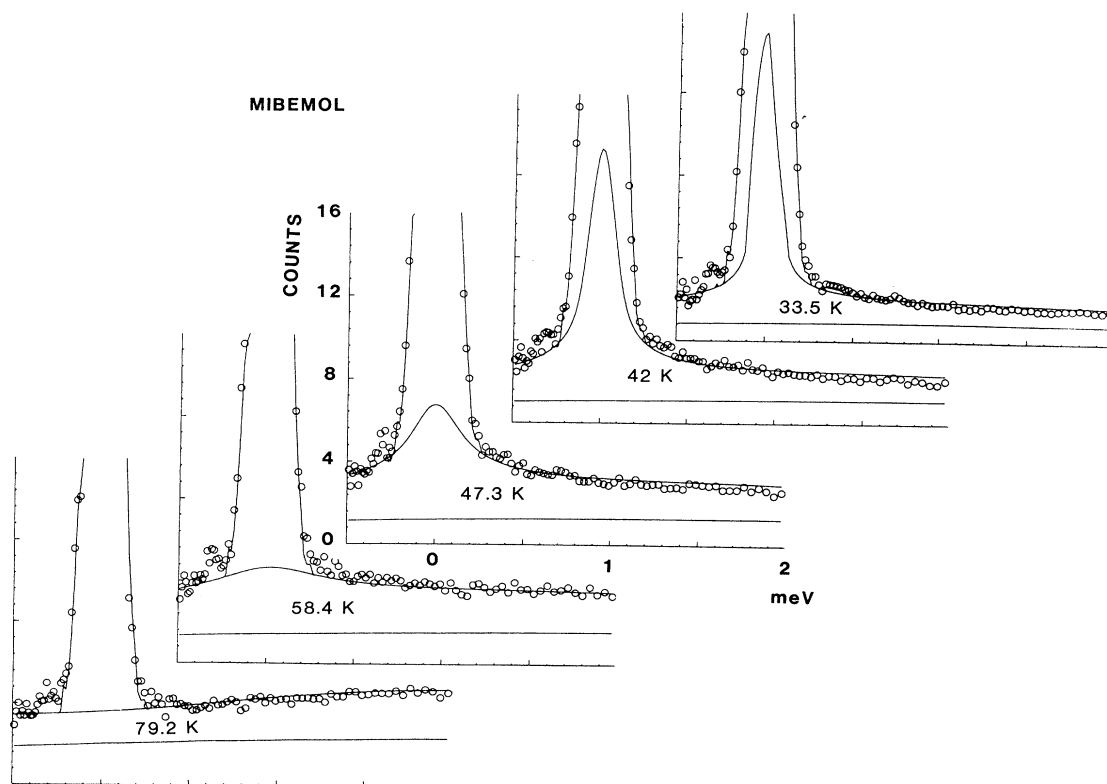 MIBEMOL
COUNTS
16
12
8
4
0
0
1
2
meV
33.5 K
42 K
47.3 K
58.4 K
79.2 K